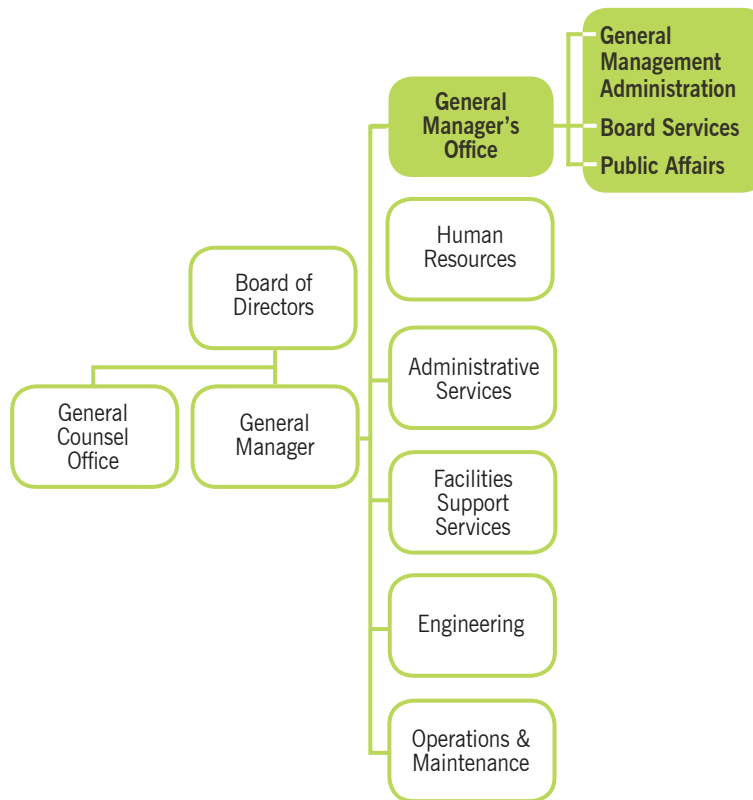 General
Management
Administration
Board Services
Public Affairs
General
Manager’s
Office
Human
Resources
Board of
Directors
Administrative
Services
General
Counsel
Office
General
Manager
Facilities
Support
Services
Engineering
Operations &
Maintenance